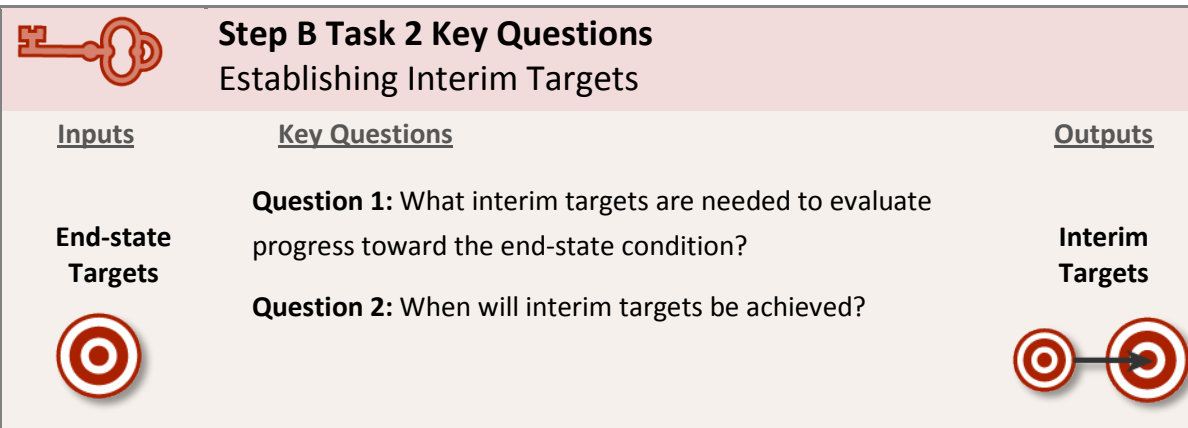 Step B Task 2 Key Questions
Establishing Interim Targets
Inputs
Key Questions
Outputs
End-state
Targets
Question 1: What interim targets are needed to evaluate
progress toward the end-state condition?
Question 2: When will interim targets be achieved?
Interim
Targets